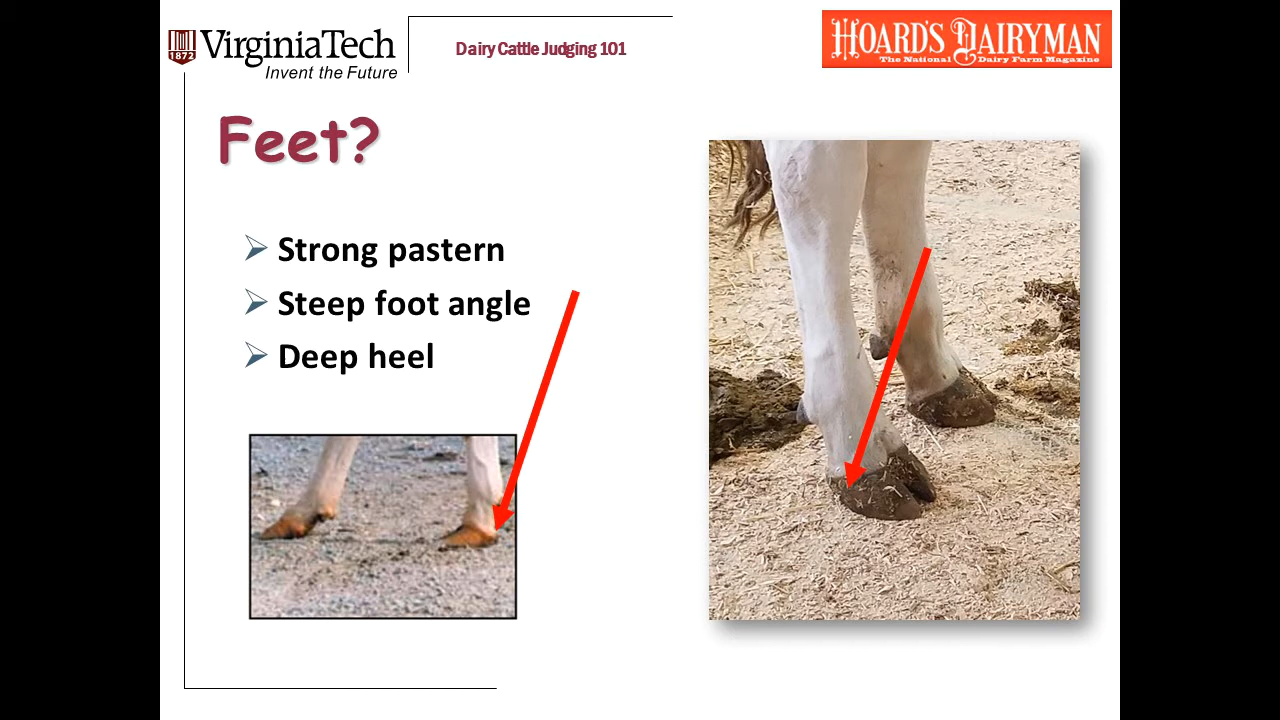 1872
VirginiaTech
Invent the Future
Dairy Cattle Judging 101
HOARD'S DAIRYMAN
The National Dairy Farm Magazine
Feet?
Strong pastern
Steep foot angle
Deep heel